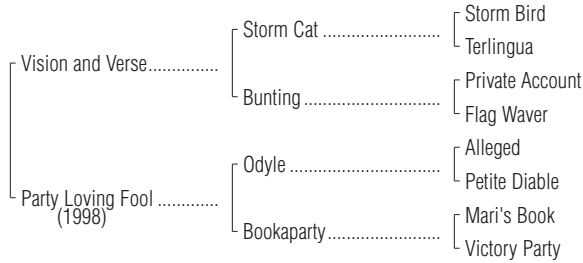 Storm Bird
Storm Cat ........................
Terlingua
Vision and Verse..............
Private Account
Bunting ............................
Flag Waver
Alleged
Odyle ...............................
Petite Diable
Party Loving Fool ............
(1998)
Mari's Book
Bookaparty.......................
Victory Party